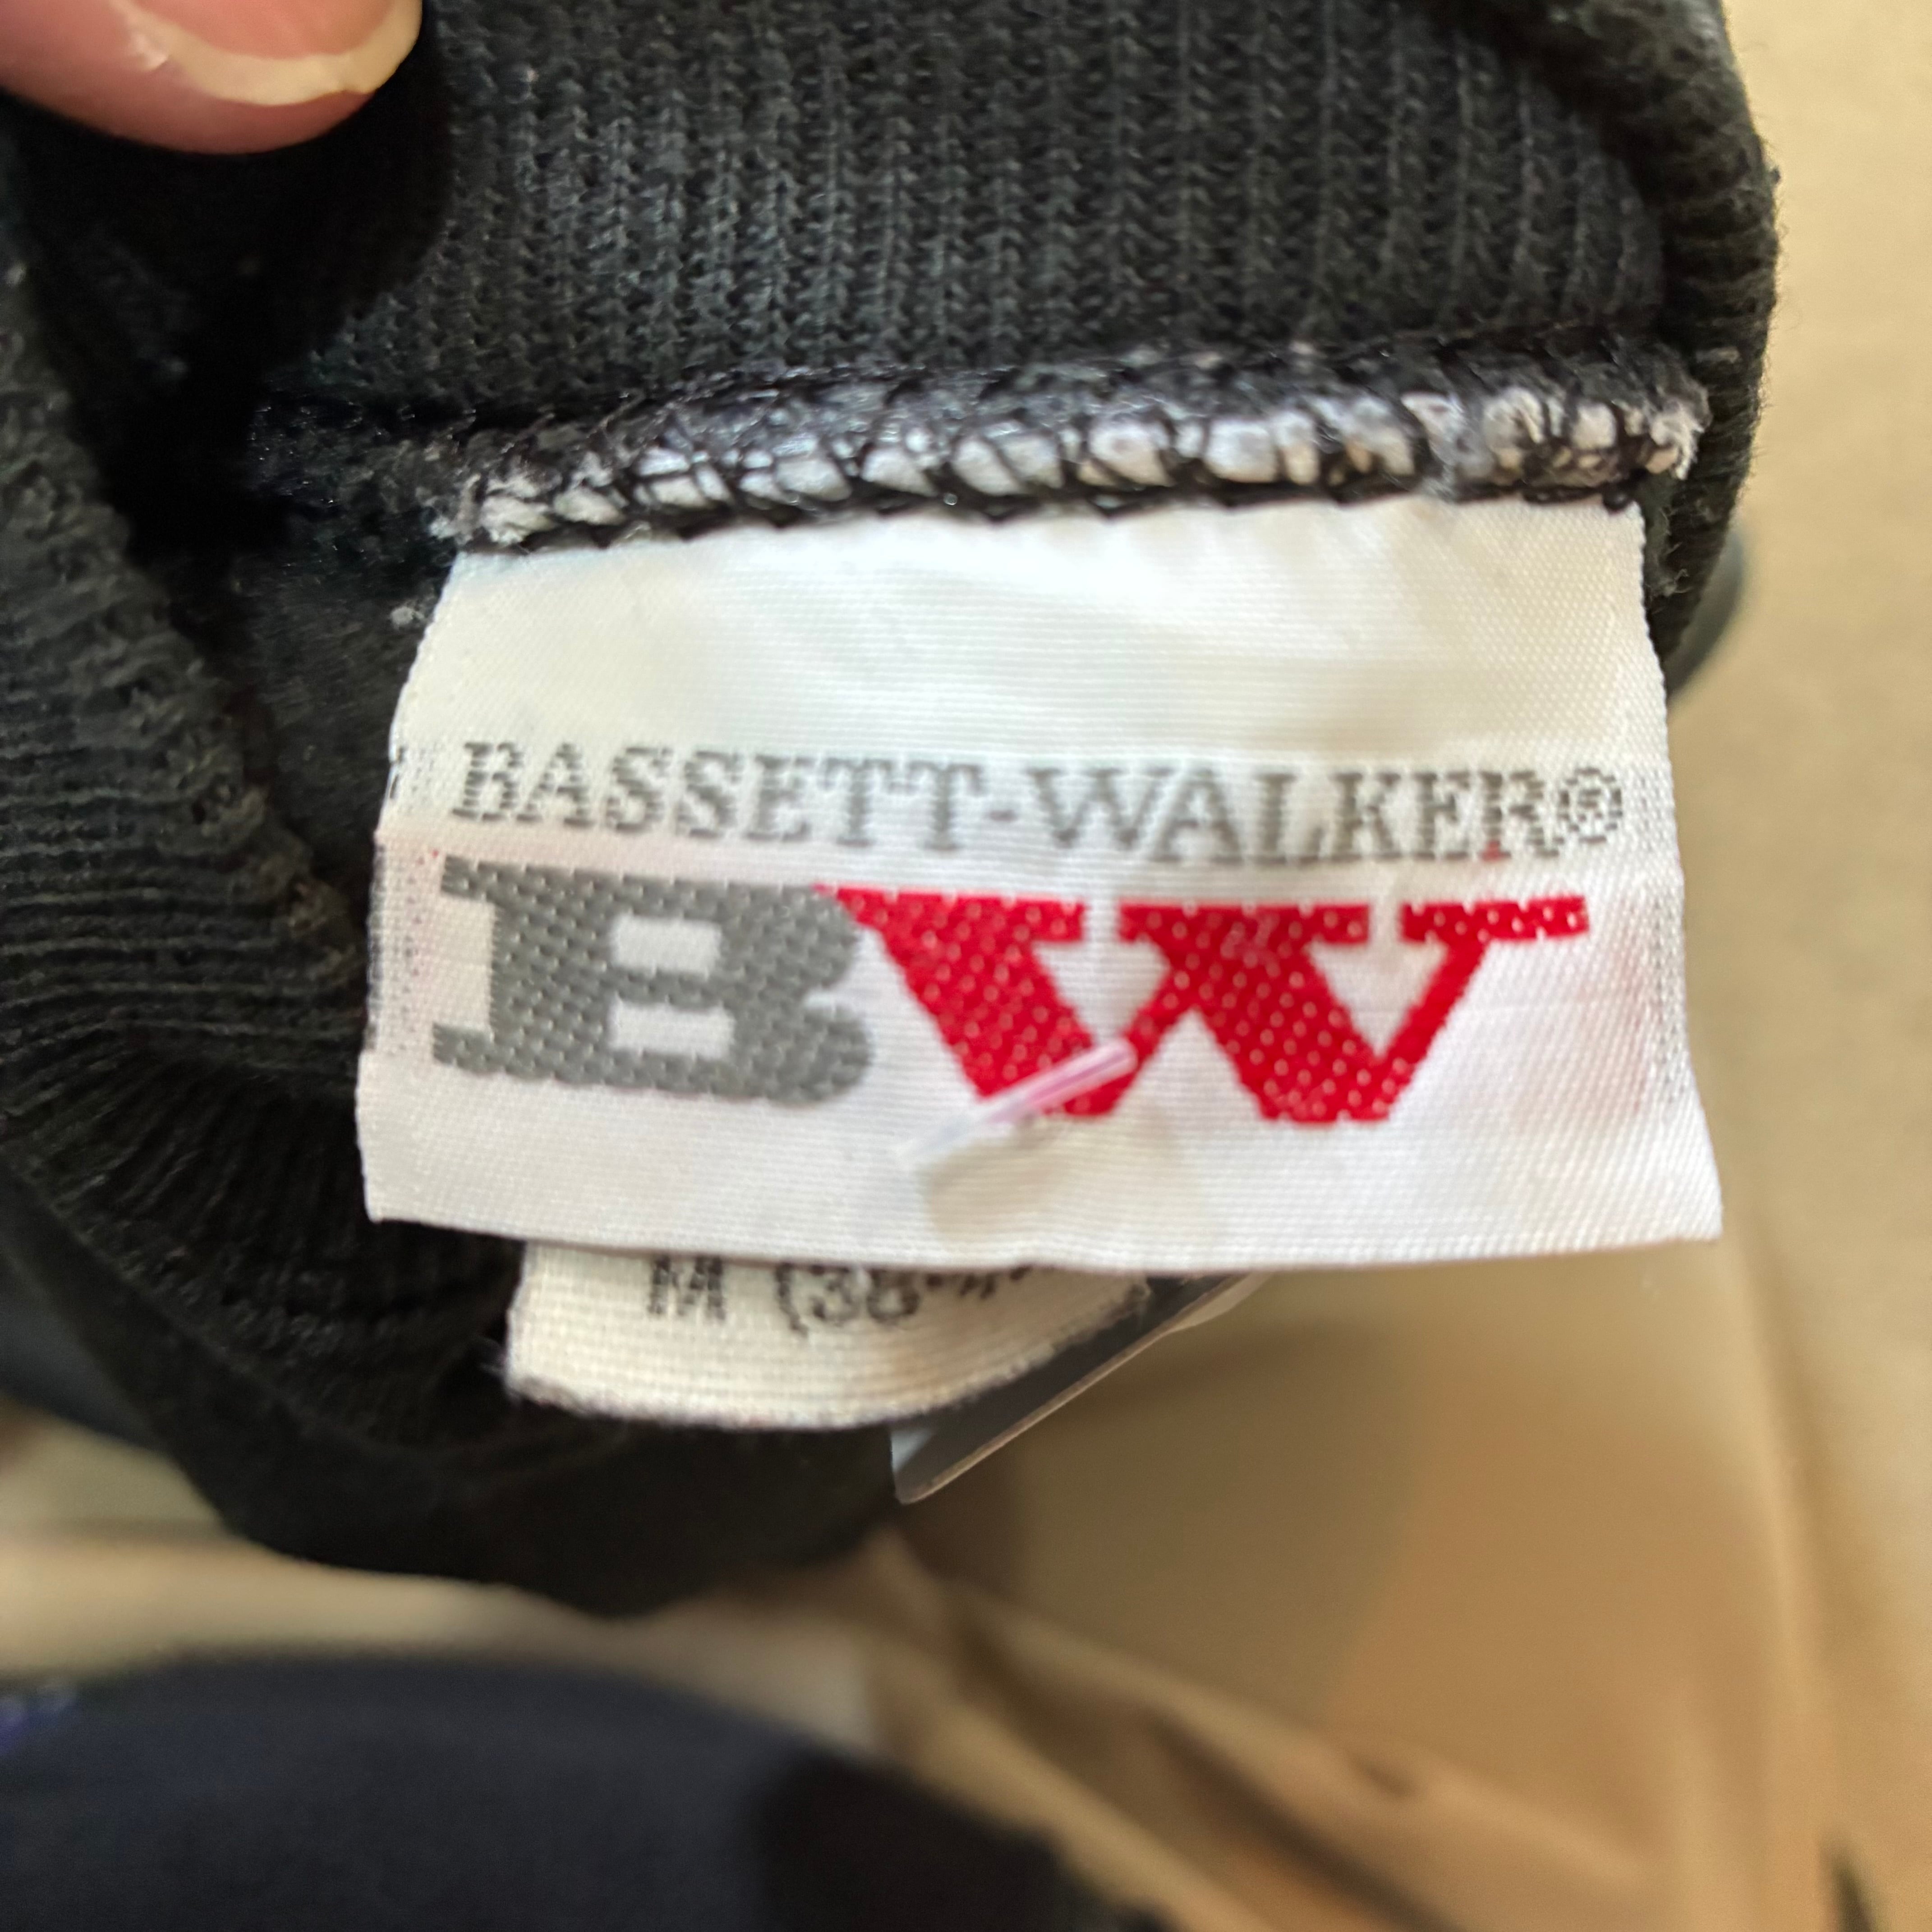 BASSETT-WALKER®
BW
M (38-